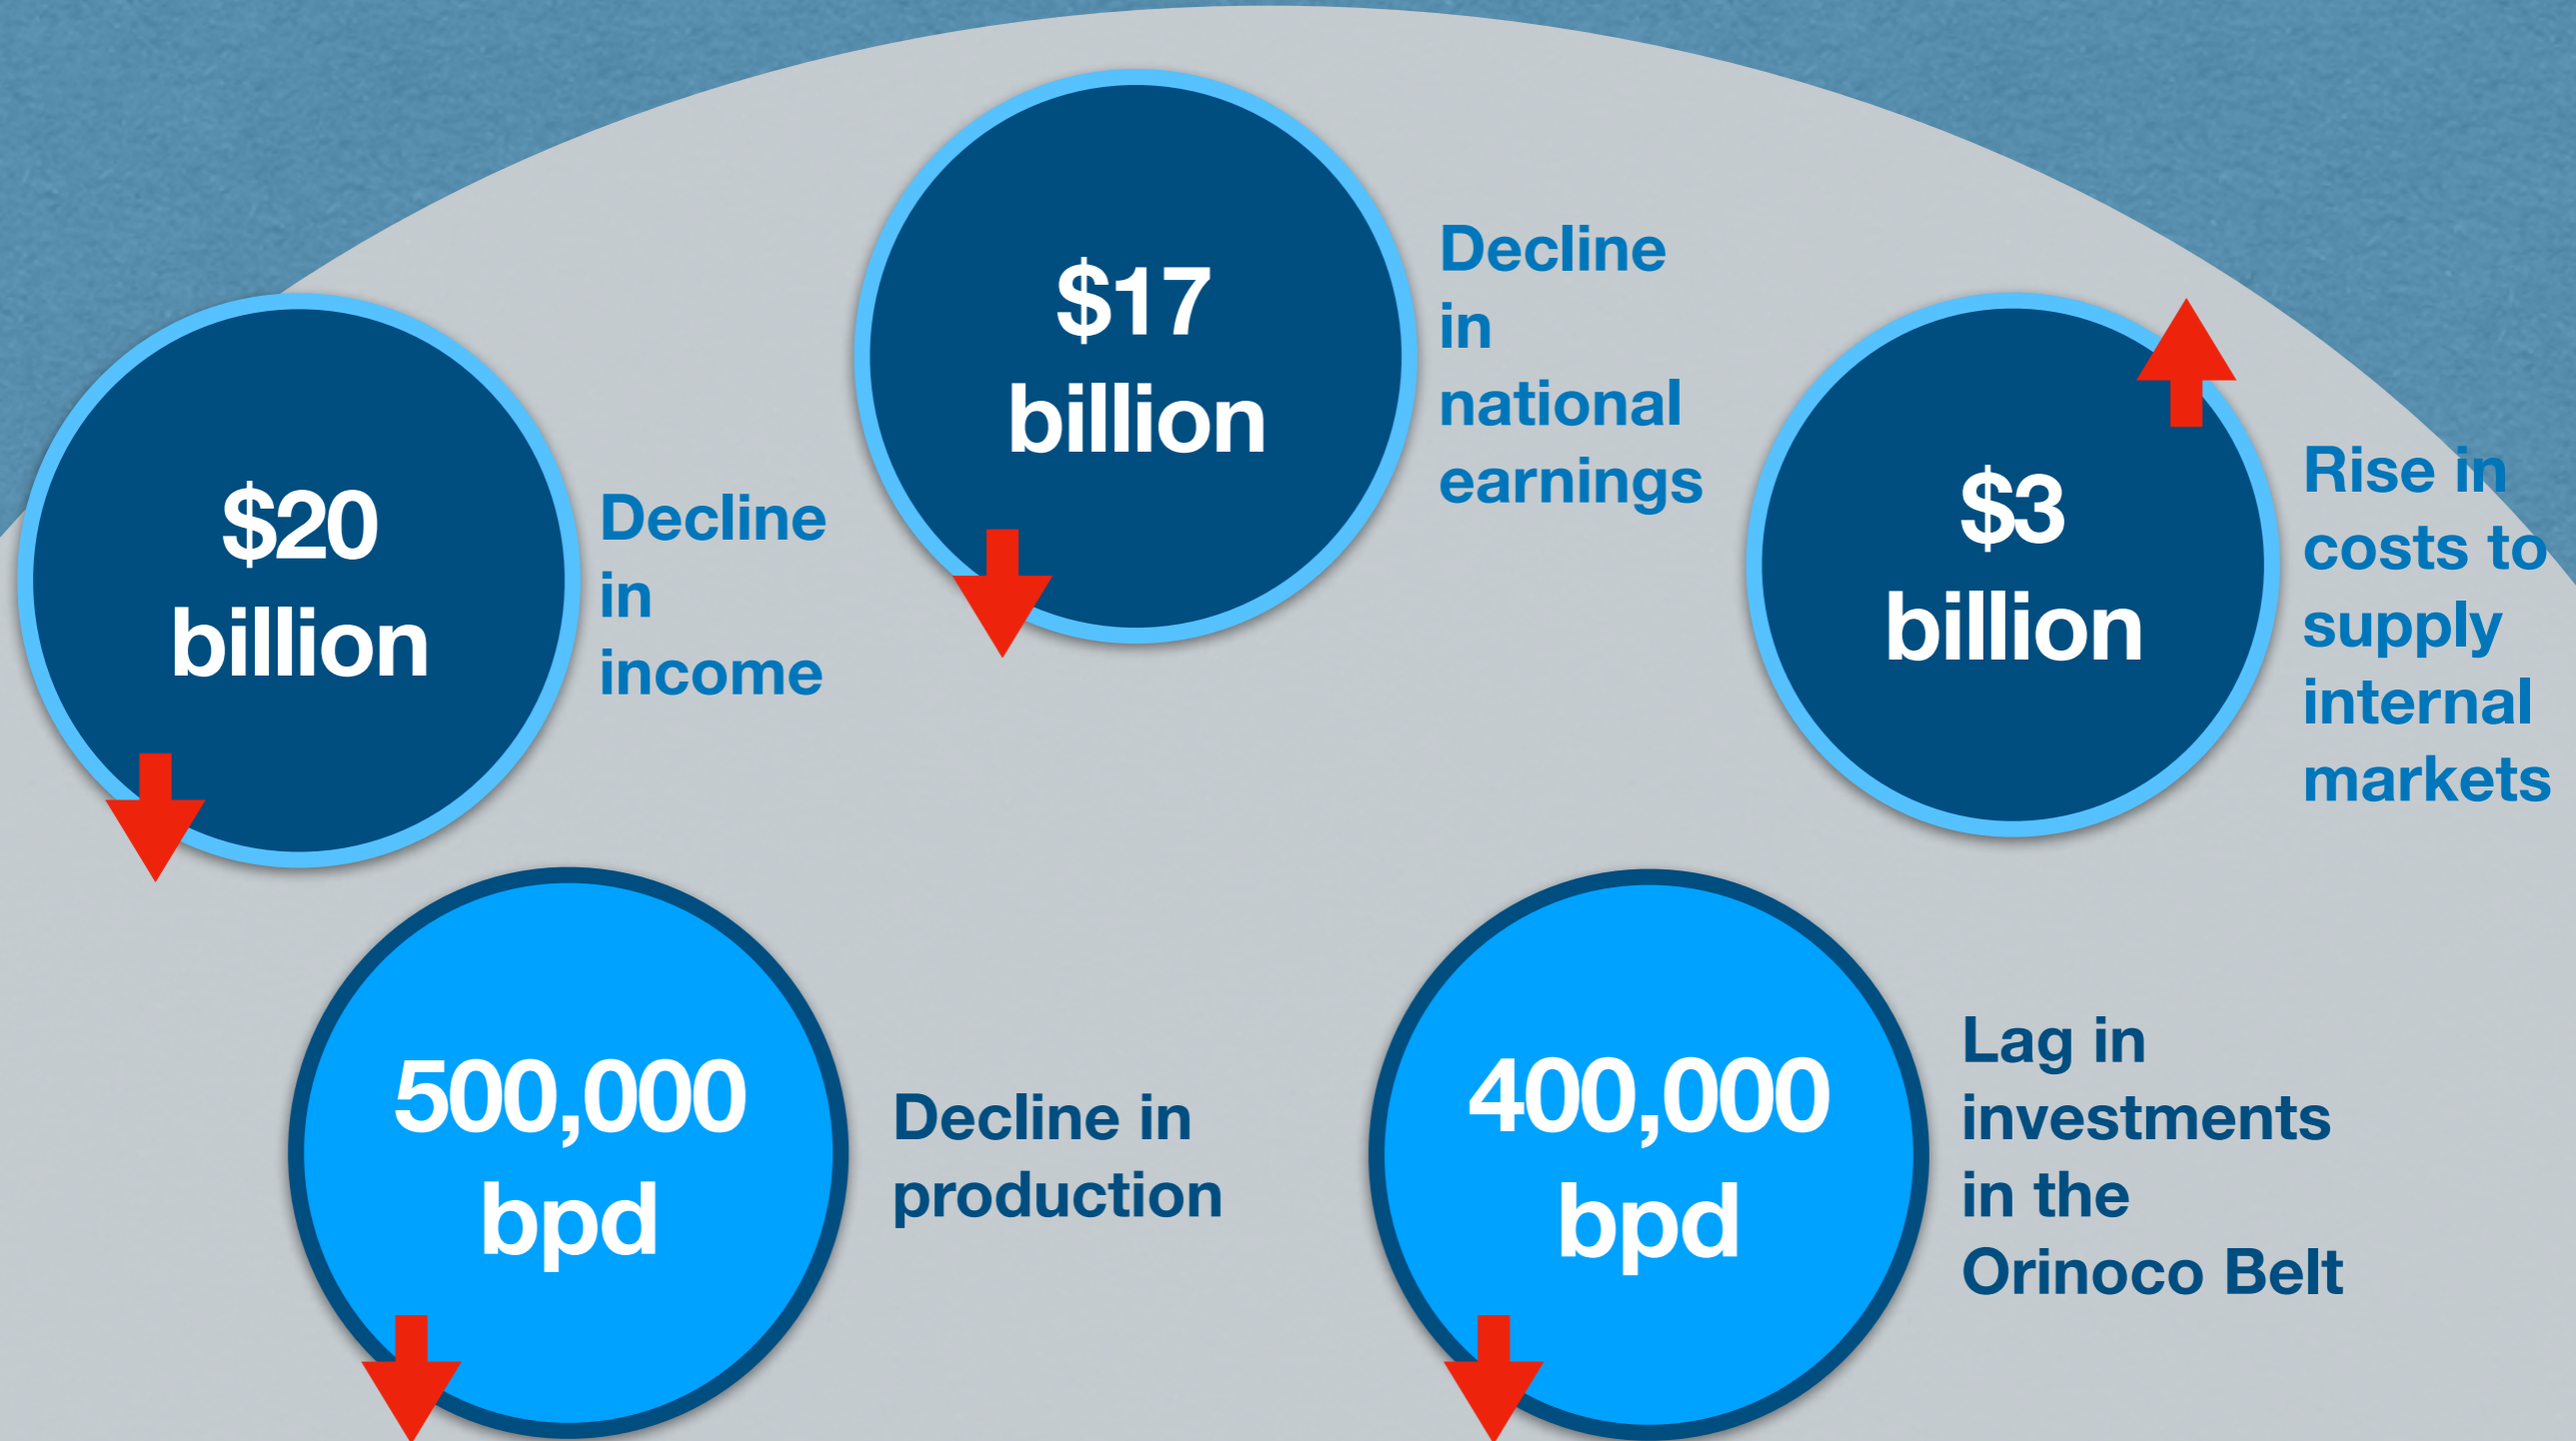 $20
billion
Decline
in
income
$17
billion
Decline
in
national
earnings
$3
billion
Rise in
costs to
supply
internal
markets
500,000
bpd
Decline in
production
400,000
bpd
Lag in
investments
in the
Orinoco Belt